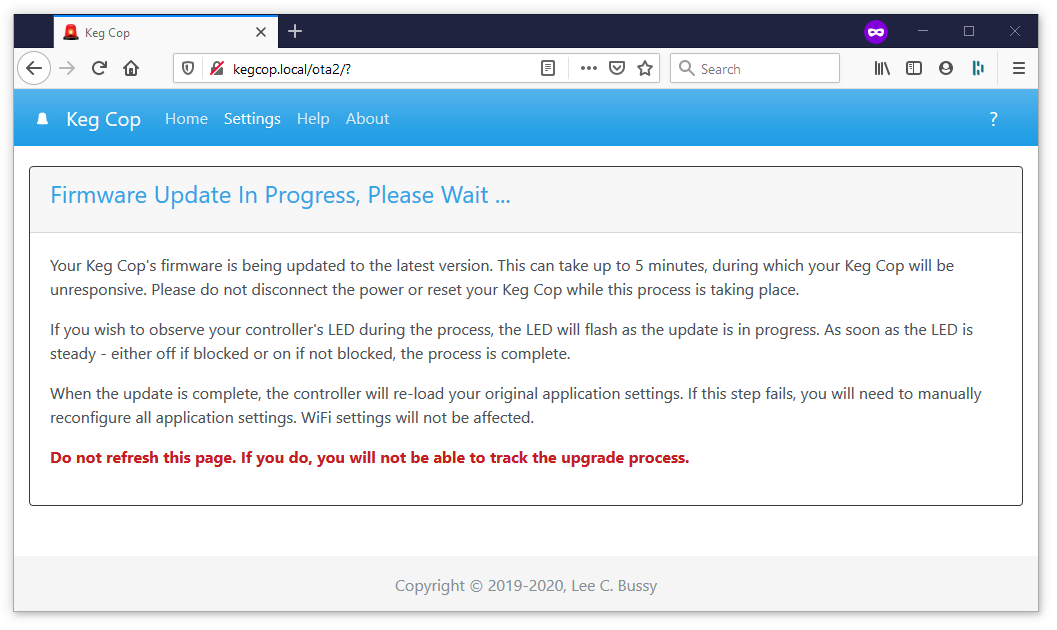 Keg Cop
kegcop.local/ota2/?
Search
Keg Cop Home Settings Help About ?
Firmware Update In Progress, Please Wait ...
Your Keg Cop's firmware is being updated to the latest version. This can take up to 5 minutes, during which your Keg Cop will be
unresponsive. Please do not disconnect the power or reset your Keg Cop while this process is taking place.
If you wish to observe your controller's LED during the process, the LED will flash as the update is in progress. As soon as the LED is
steady - either off if blocked or on if not blocked, the process is complete.
When the update is complete, the controller will re-load your original application settings. If this step fails, you will need to manually
reconfigure all application settings. WiFi settings will not be affected.
Do not refresh this page. If you do, you will not be able to track the upgrade process.
Copyright © 2019-2020, Lee C. Bussy